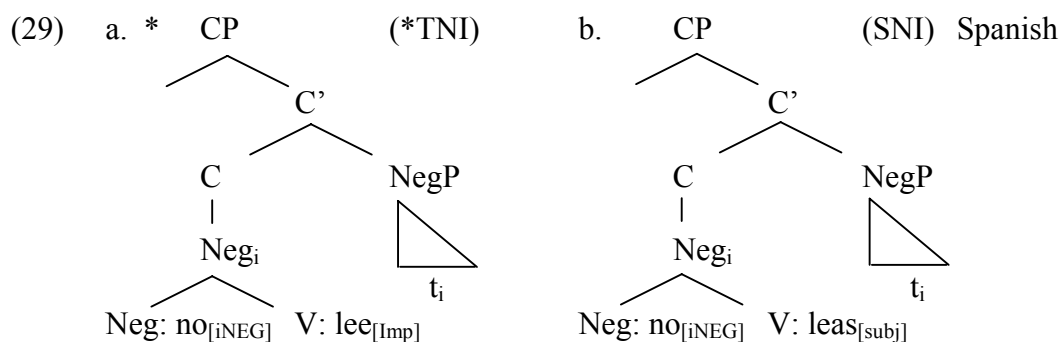 (29) a. * CP (*TNI) b. CP (SNI) Spanish
C’ C’
C NegP C NegP
Negi Negi
ti ti
Neg: no[iNEG] V: lee[Imp] Neg: no[iNEG] V: leas[subj]